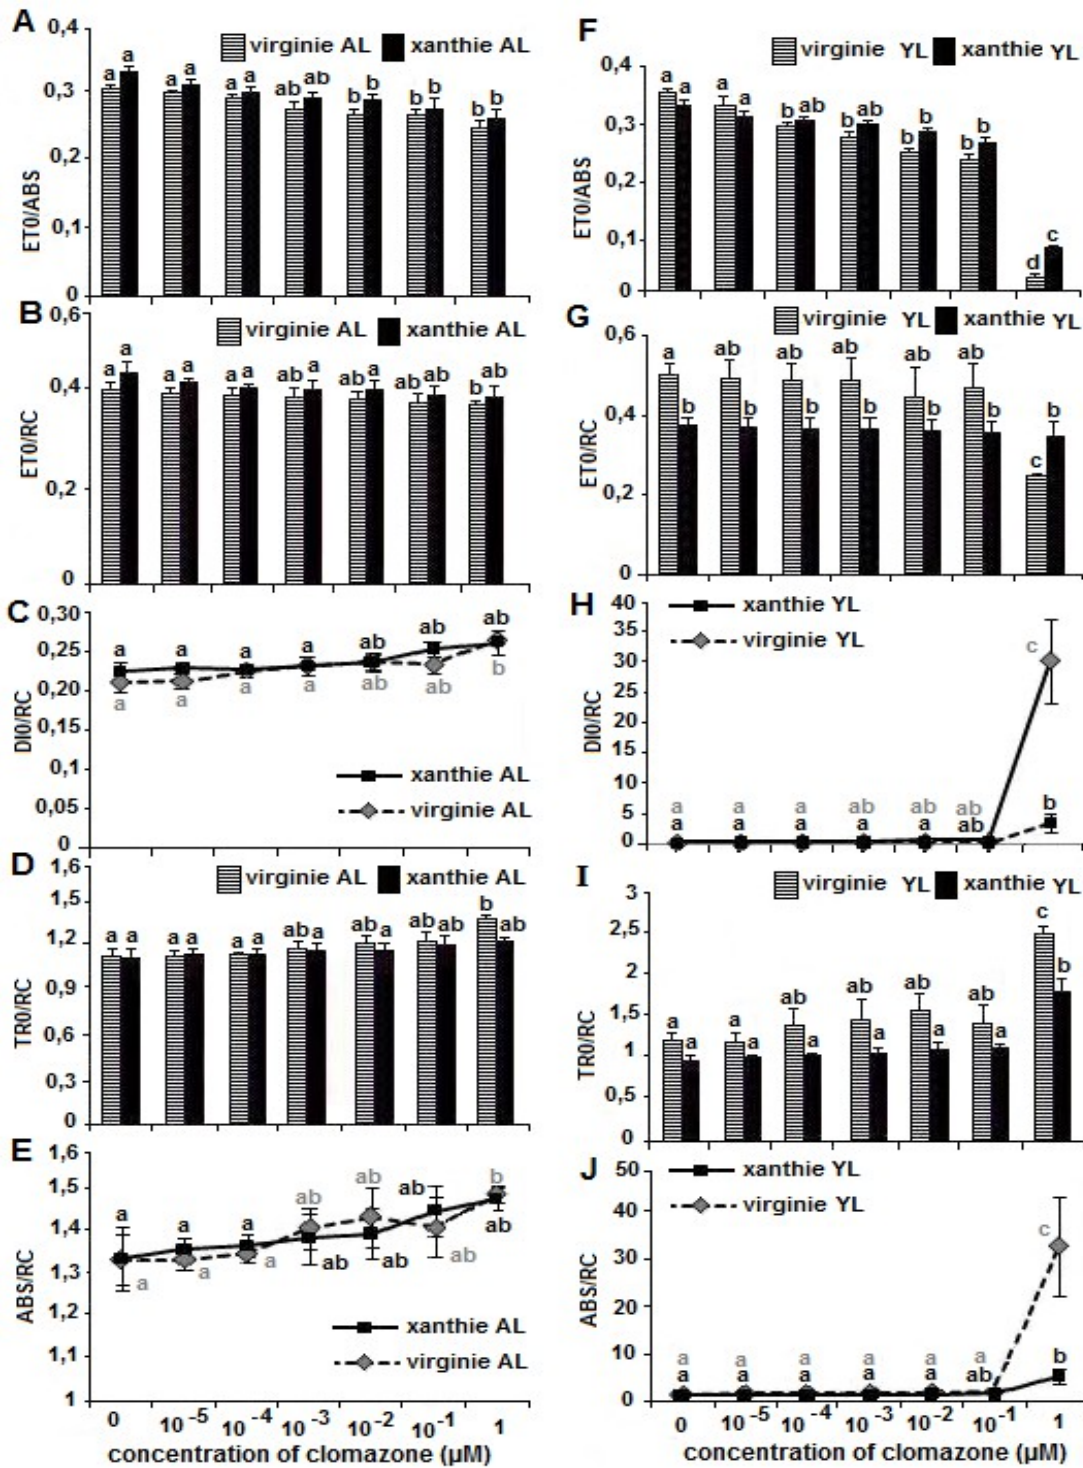 A
0,4
virginie AL xanthie AL
a a a a a a ab ab b b b b b b
0,3
0,2
0,1
0
ET0/ABS
B
0,6
virginie AL xanthie AL
a a a a a a ab a ab a ab ab b ab
0,4
0,2
0
ET0/RC
C
0,30
0,25
0,20
0,15
0,1
0,05
0
DI0/RC
a a a a ab ab ab
a a a a ab ab b
xanthie AL
virginie AL
D
1,6
virginie AL xanthie AL
1,5
1,2
0,9
0,6
0,3
0
TR0/RC
a a a a a a ab a ab a ab ab b ab
E
1,6
1,5
1,4
1,3
1,2
1,1
1
ABS/RC
a a a ab ab ab b
a a a ab ab ab ab
xanthie AL
virginie AL
0 10-5 10-4 10-3 10-2 10-1 1
concentration of clomazone (µM)
F
virginie YL xanthie YL
0,4
0,3
0,2
0,1
0
ET0/ABS
a a a a b ab b ab b b b b d c
G
virginie YL xanthie YL
0,6
0,4
0,2
0
ET0/RC
a b ab b ab b ab b ab b ab b c b
H
40
35
30
25
20
15
10
5
0
DI0/RC
xanthie YL
virginie YL
a a a ab ab ab c
a a a a a ab b
I
virginie YL xanthie YL
3
2,5
2
1,5
1
0,5
0
TR0/RC
a a a a ab a ab a ab a ab a c b
J
50
40
30
20
10
0
ABS/RC
xanthie YL
virginie YL
a a a a a a c
a a a a a ab b
0 10-5 10-4 10-3 10-2 10-1 1
concentration of clomazone (µM)